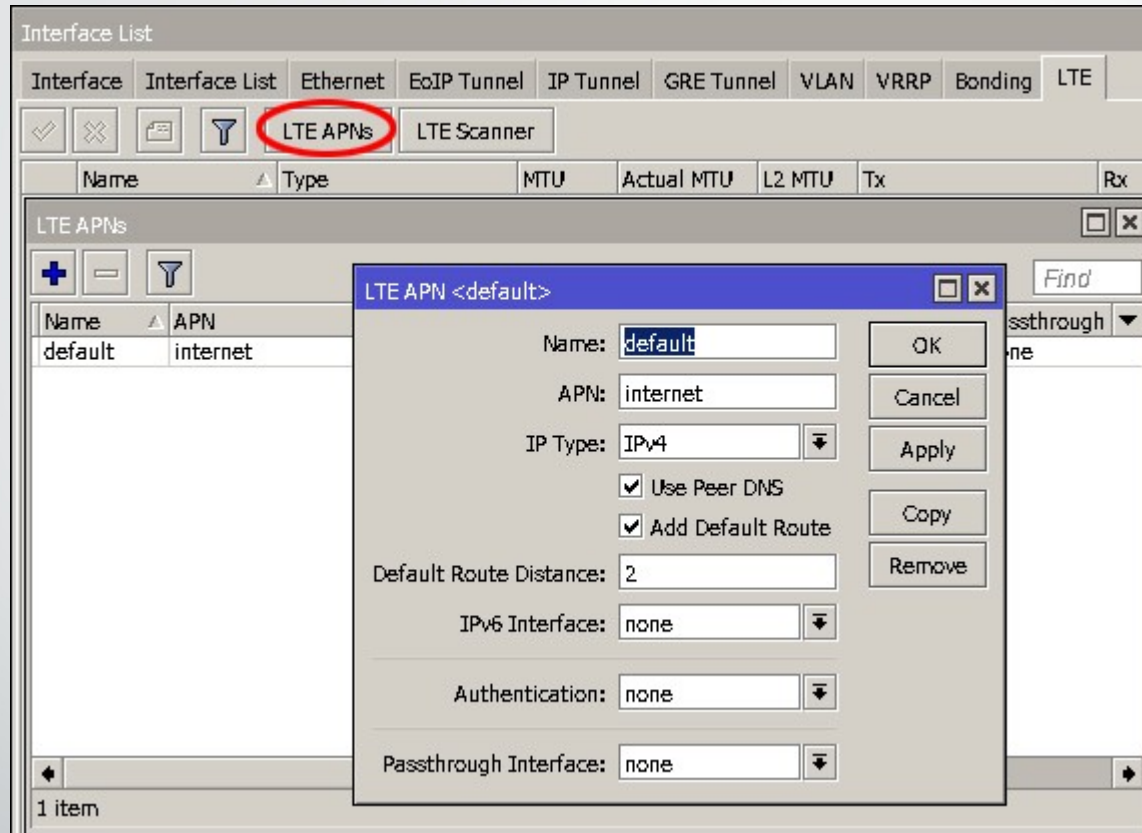 Interface List
Interface Interface List Ethernet EoIP Tunnel IP Tunnel GRE Tunnel VLAN VRRP Bonding LTE
LTE APNs LTE Scanner
Name Type MTU Actual MTU L2 MTU Tx Rx
LTE APNs
Find
Name APN ssthrough
default internet ne
LTE APN <default>
Name: default
APN: internet
IP Type: IPv4
Use Peer DNS
Add Default Route
Default Route Distance: 2
IPv6 Interface: none
Authentication: none
Passthrough Interface: none
OK
Cancel
Apply
Copy
Remove
1 item